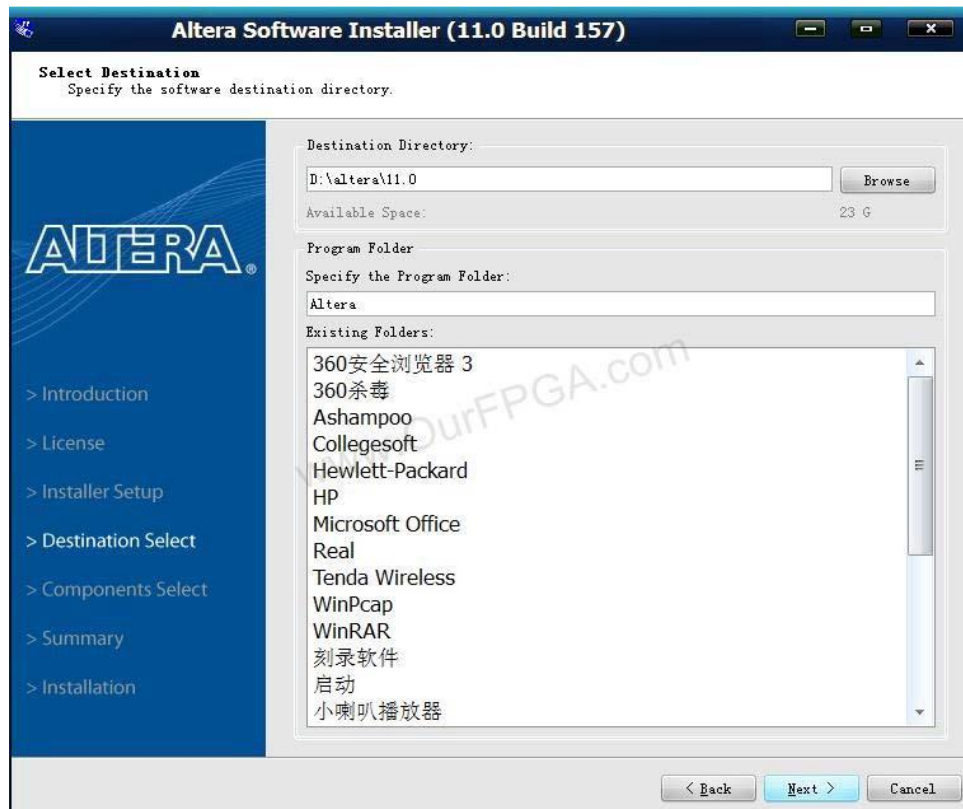 Altera Software Installer (11.0 Build 157)
Select Destination
Specify the software destination directory.
ALTERA®
> Introduction
> License
> Installer Setup
> Destination Select
> Components Select
> Summary
> Installation
Destination Directory:
D:\altera\11.0
Browse
Available Space:
23 G
Program Folder
Specify the Program Folder:
Altera
Existing Folders:
360安全浏览器 3
360杀毒
Ashampoo
Collegesoft
Hewlett-Packard
HP
Microsoft Office
Real
Tenda Wireless
WinPcap
WinRAR
刻录软件
启动
小喇叭播放器
www.OurFPGA.com
< Back
Next >
Cancel